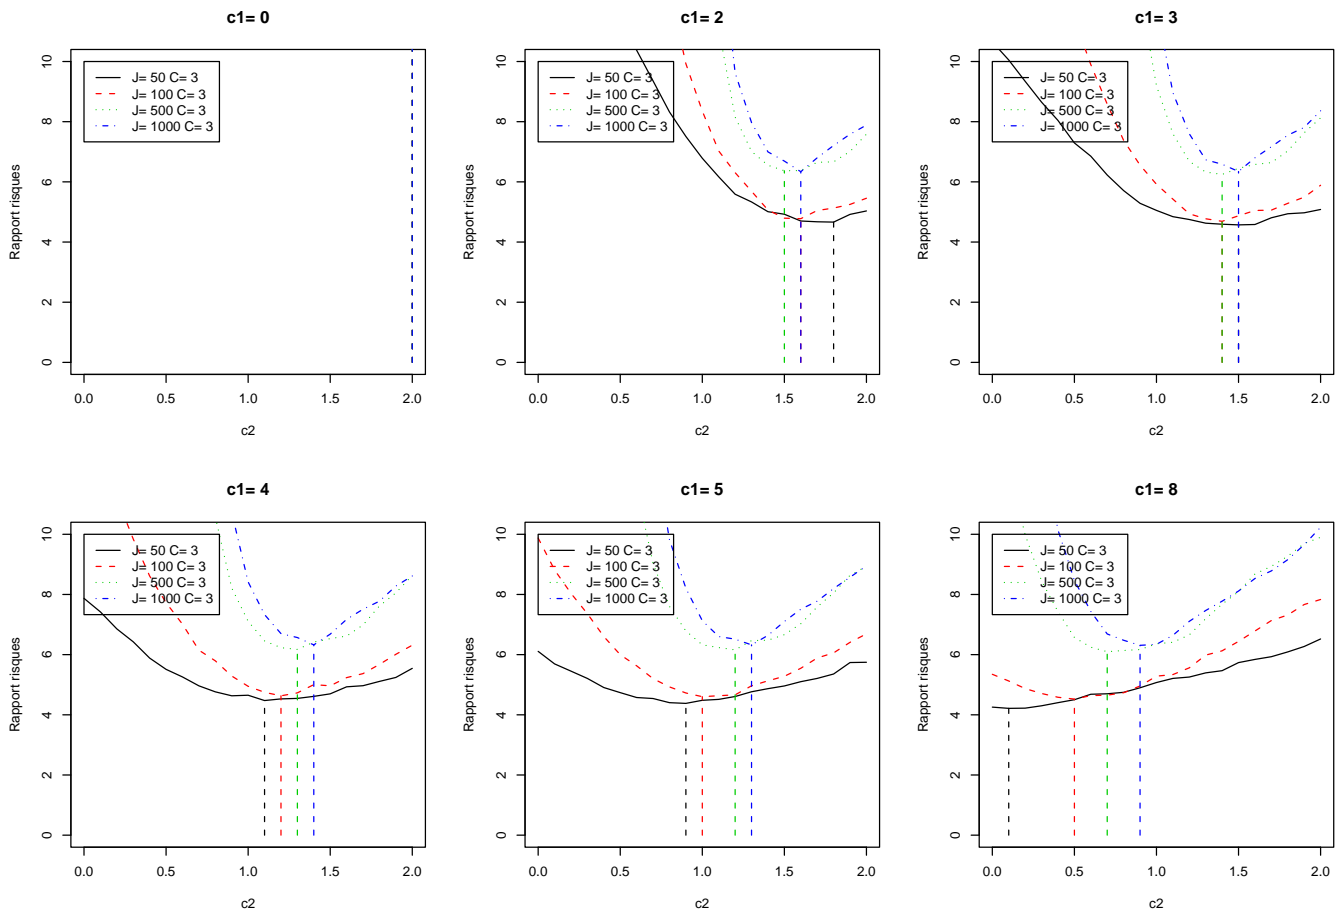 c1= 0
Rapport risques
10
8
6
4
2
0
J= 50 C= 3
J= 100 C= 3
J= 500 C= 3
J= 1000 C= 3
0.0 0.5 1.0 1.5 2.0
c2
c1= 2
Rapport risques
10
8
6
4
2
0
J= 50 C= 3
J= 100 C= 3
J= 500 C= 3
J= 1000 C= 3
0.0 0.5 1.0 1.5 2.0
c2
c1= 3
Rapport risques
10
8
6
4
2
0
J= 50 C= 3
J= 100 C= 3
J= 500 C= 3
J= 1000 C= 3
0.0 0.5 1.0 1.5 2.0
c2
c1= 4
Rapport risques
10
8
6
4
2
0
J= 50 C= 3
J= 100 C= 3
J= 500 C= 3
J= 1000 C= 3
0.0 0.5 1.0 1.5 2.0
c2
c1= 5
Rapport risques
10
8
6
4
2
0
J= 50 C= 3
J= 100 C= 3
J= 500 C= 3
J= 1000 C= 3
0.0 0.5 1.0 1.5 2.0
c2
c1= 8
Rapport risques
10
8
6
4
2
0
J= 50 C= 3
J= 100 C= 3
J= 500 C= 3
J= 1000 C= 3
0.0 0.5 1.0 1.5 2.0
c2